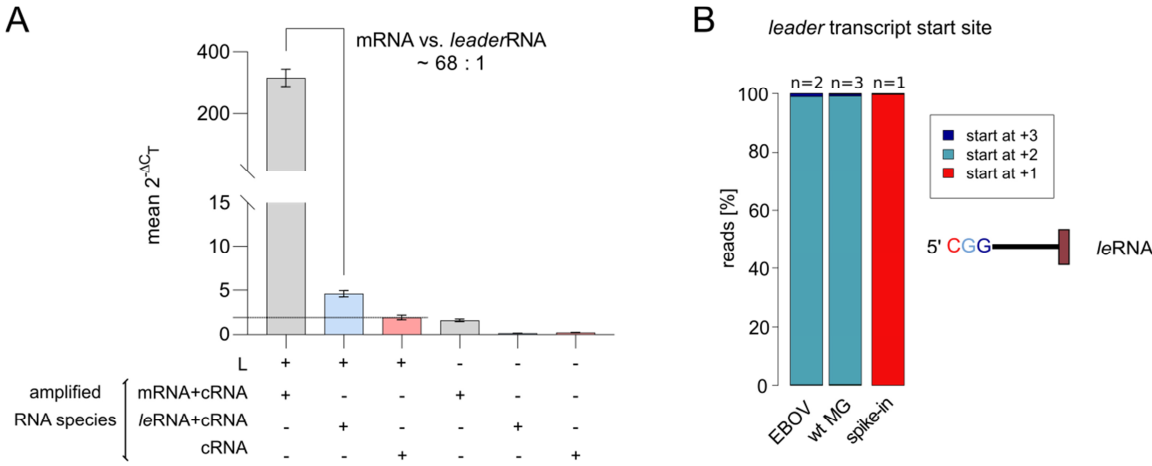 A
mRNA vs. leaderRNA
~ 68 : 1
400
200
15
10
5
0
mean 2^-ΔC_T
L + + + - - -
amplified
RNA species
mRNA+cRNA + - - + - -
leRNA+cRNA - + - - + -
cRNA - - + - - +
B
leader transcript start site
n=2 n=3 n=1
100
80
60
40
20
0
reads [%]
EBOV
wt MG
spike-in
start at +3
start at +2
start at +1
5' CGG leRNA